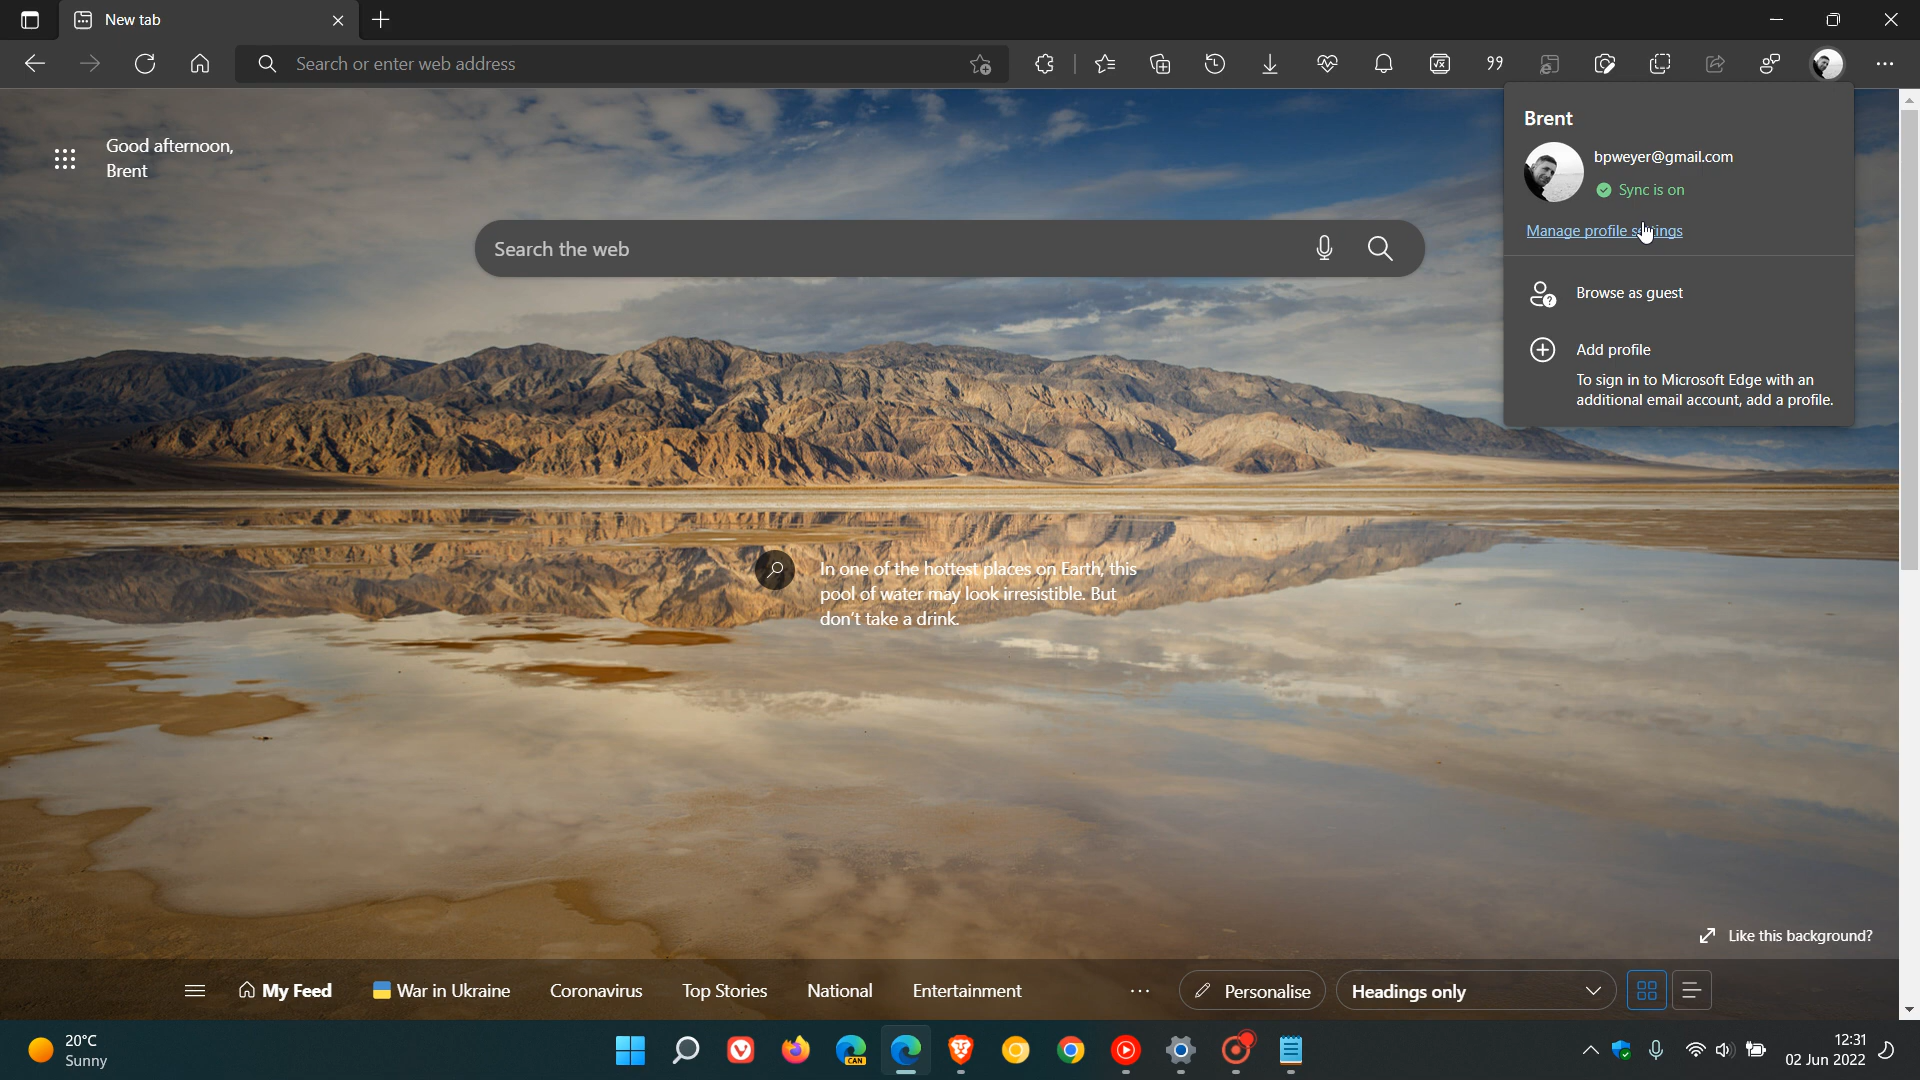 New tab
Search or enter web address
Good afternoon,
Brent
Search the web
Brent
bpweyer@gmail.com
Sync is on
Manage profile settings
Browse as guest
Add profile
To sign in to Microsoft Edge with an
additional email account, add a profile.
In one of the hottest places on Earth, this
pool of water may look irresistible. But
don't take a drink.
Like this background?
My Feed
War in Ukraine
Coronavirus
Top Stories
National
Entertainment
Personalise
Headings only
20°C
Sunny
CAN
12:31
02 Jun 2022